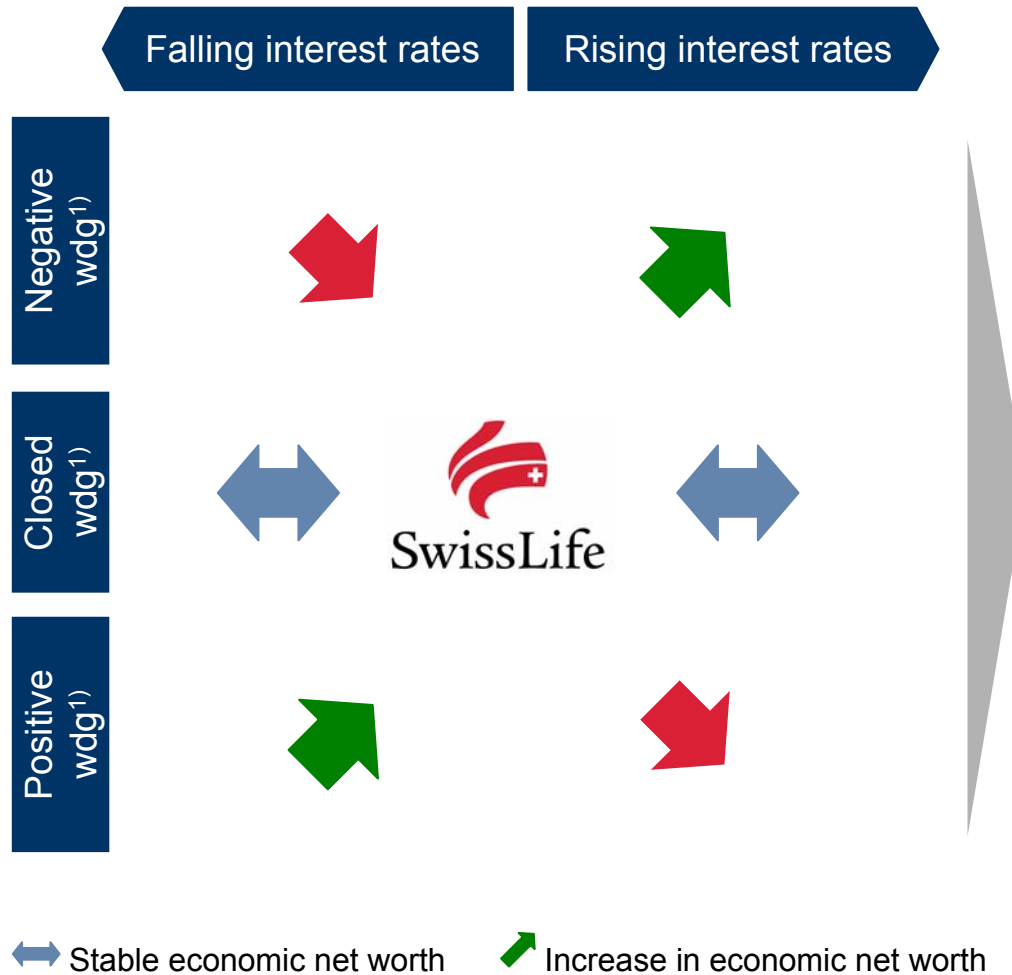 Falling interest rates
Rising interest rates
Negative
wdg¹⁾
Closed
wdg¹⁾
SwissLife
Positive
wdg¹⁾
Stable economic net worth
Increase in economic net worth